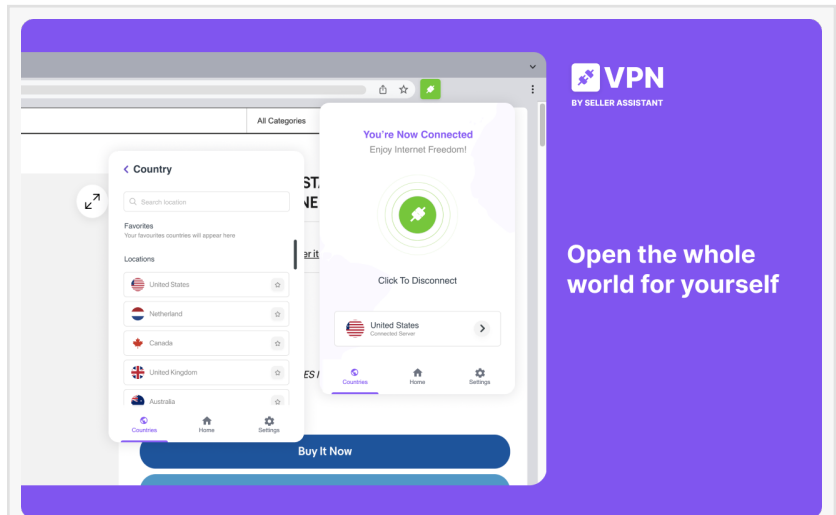 VPN
BY SELLER ASSISTANT
Open the whole
world for yourself
All Categories
You're Now Connected
Enjoy Internet Freedom!
Click To Disconnect
United States
Connected Server
Countries
Home
Settings
Country
Search location
Favorites
Your favourites countries will appear here
Locations
United States
Netherland
Canada
United Kingdom
Australia
Countries
Home
Settings
Buy It Now